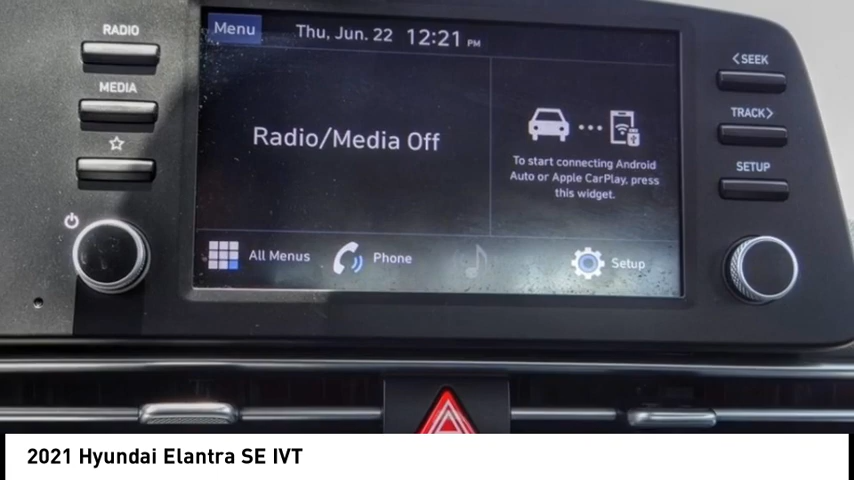 RADIO
MEDIA
Menu
Thu, Jun. 22 12:21 PM
Radio/Media Off
To start connecting Android
Auto or Apple CarPlay, press
this widget.
All Menus
Phone
Setup
<SEEK
TRACK>
SETUP
2021 Hyundai Elantra SE IVT